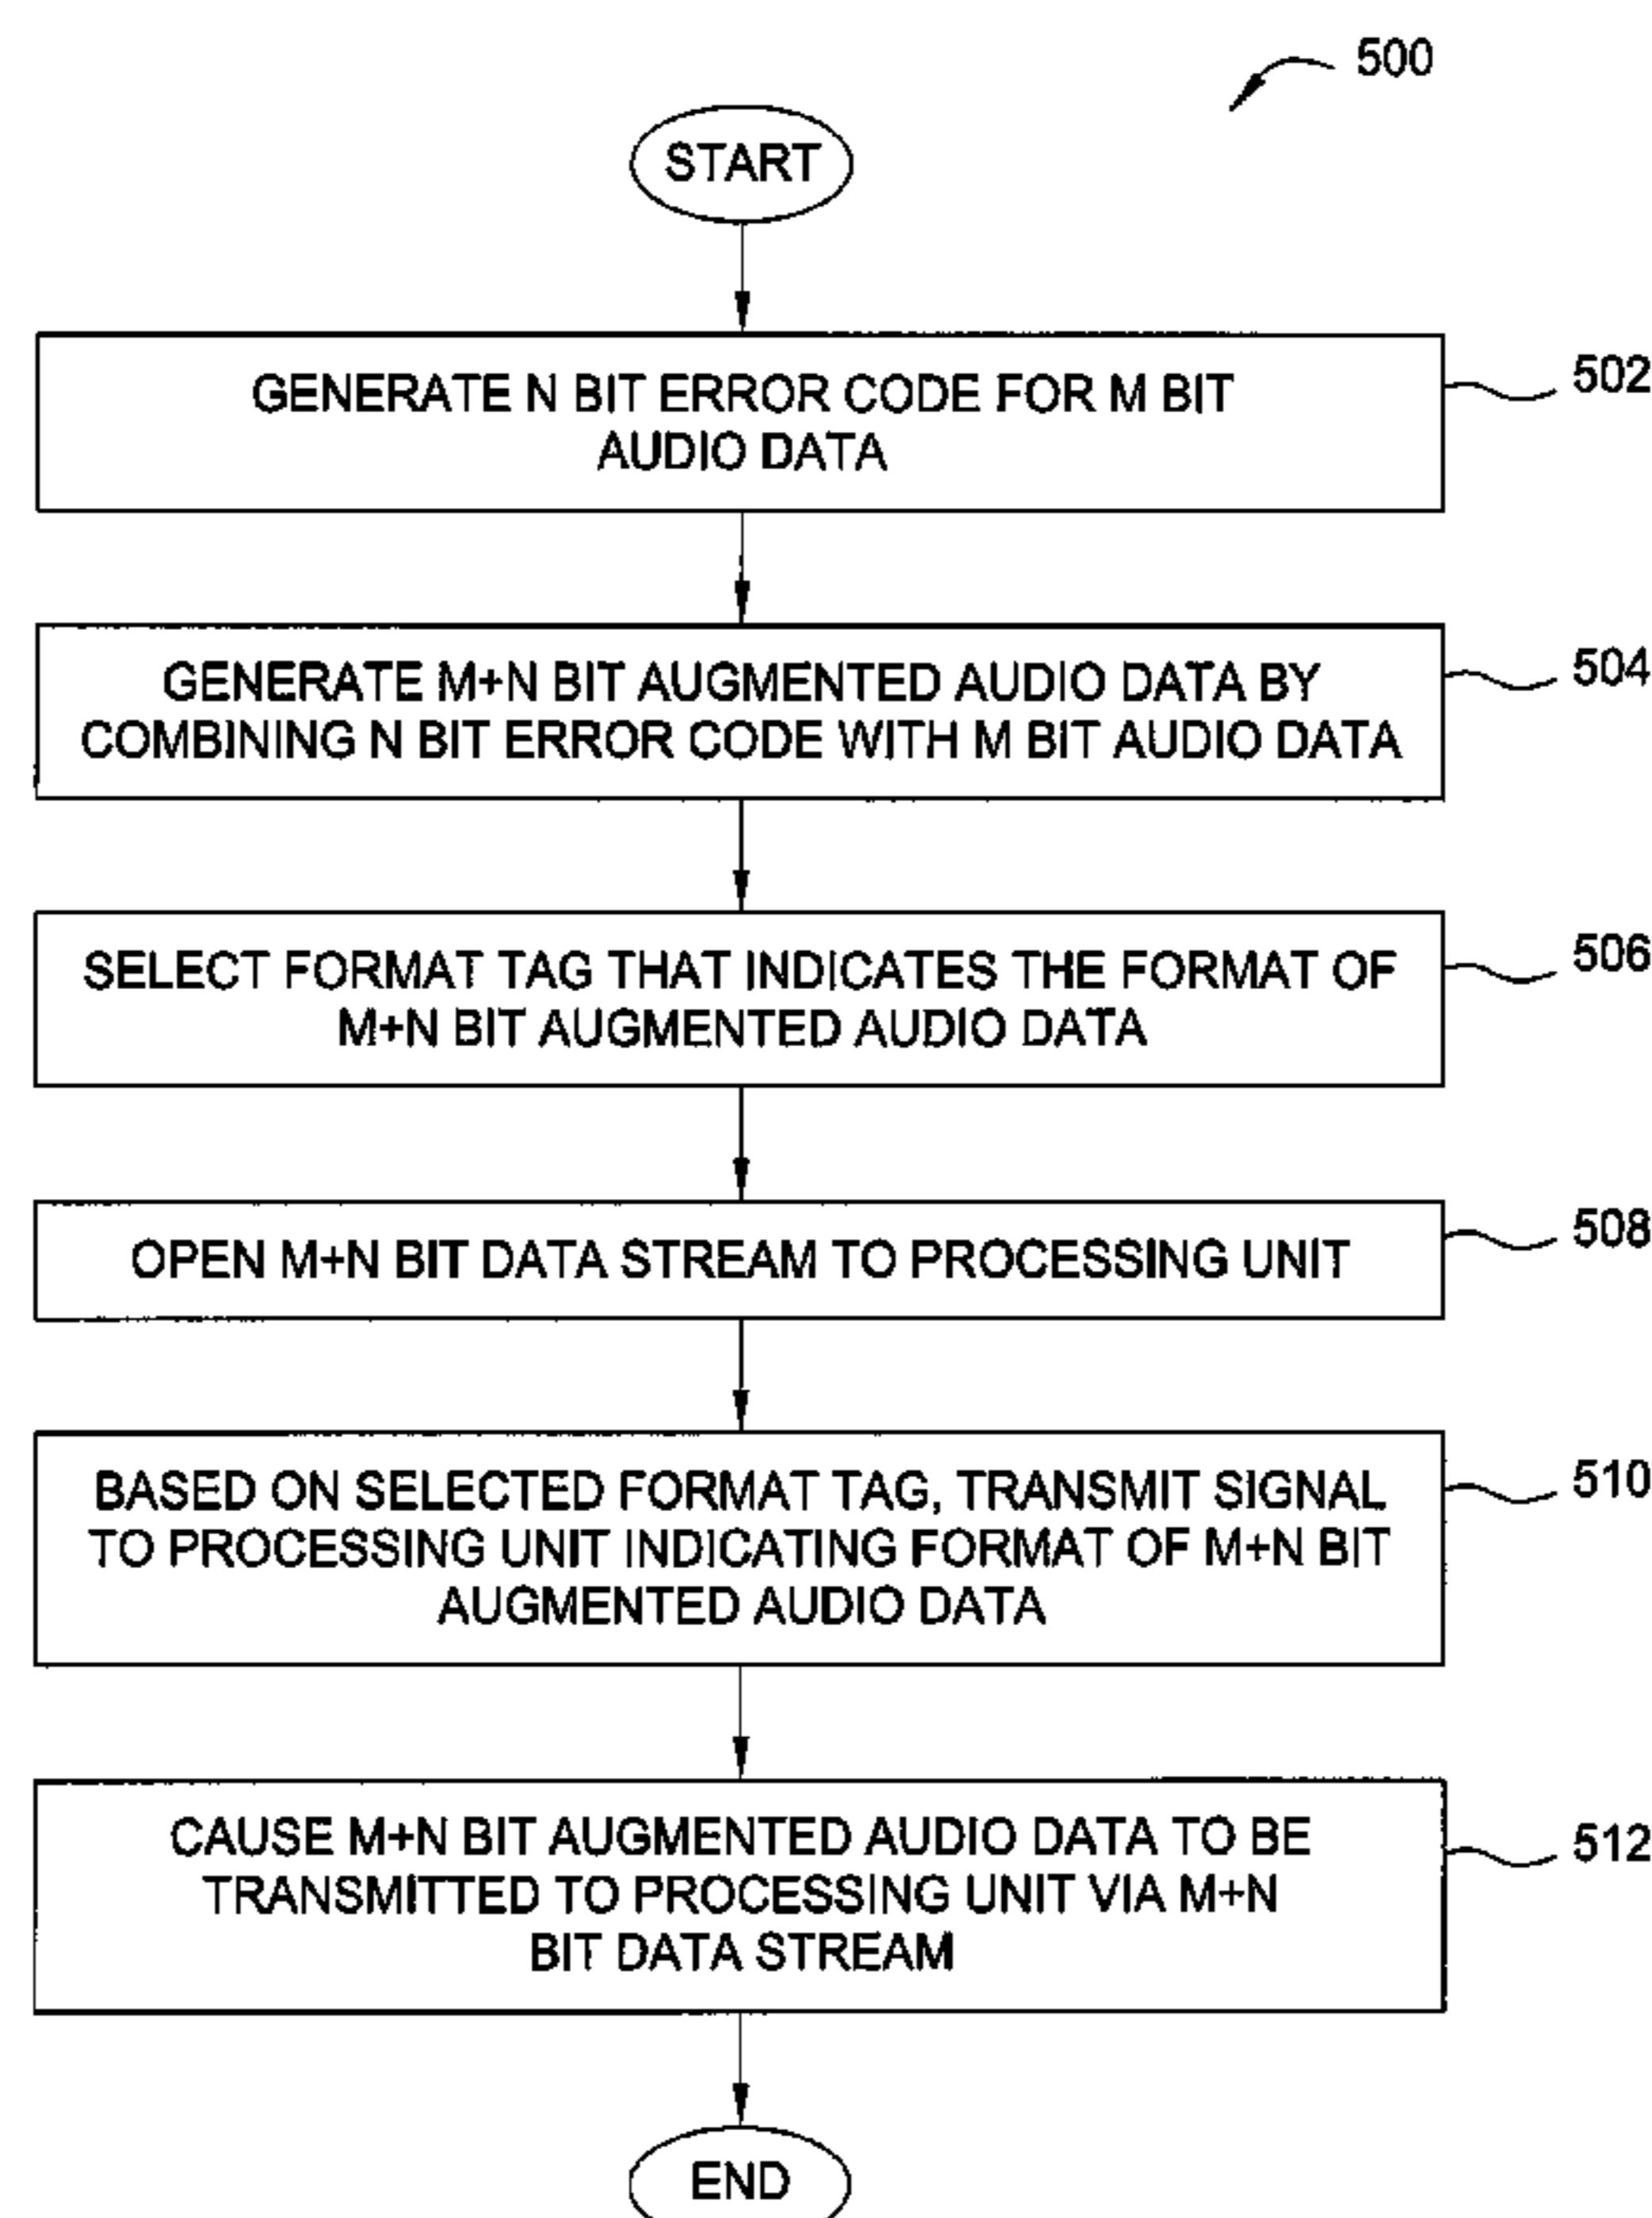 500
START
GENERATE N BIT ERROR CODE FOR M BIT
AUDIO DATA
502
GENERATE M+N BIT AUGMENTED AUDIO DATA BY
COMBINING N BIT ERROR CODE WITH M BIT AUDIO DATA
504
SELECT FORMAT TAG THAT INDICATES THE FORMAT OF
M+N BIT AUGMENTED AUDIO DATA
506
OPEN M+N BIT DATA STREAM TO PROCESSING UNIT
508
BASED ON SELECTED FORMAT TAG, TRANSMIT SIGNAL
TO PROCESSING UNIT INDICATING FORMAT OF M+N BIT
AUGMENTED AUDIO DATA
510
CAUSE M+N BIT AUGMENTED AUDIO DATA TO BE
TRANSMITTED TO PROCESSING UNIT VIA M+N
BIT DATA STREAM
512
END